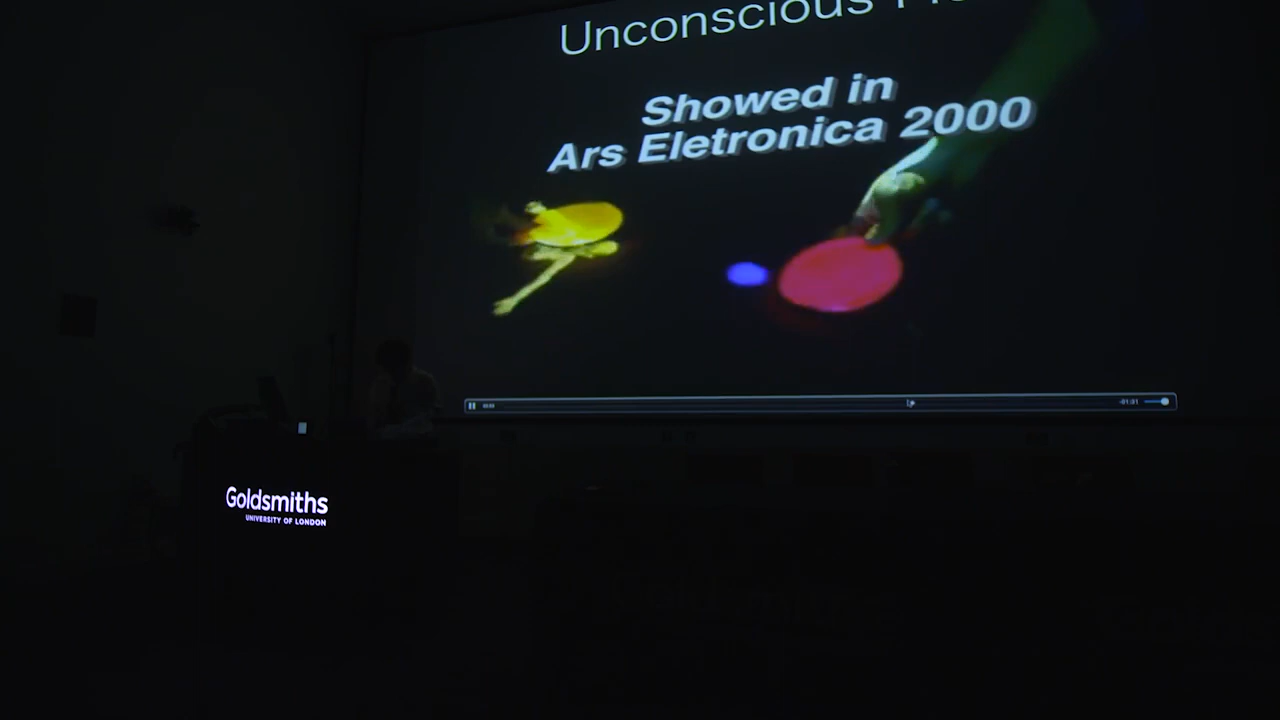 Unconscious
Showed in
Ars Eletronica 2000
Goldsmiths
UNIVERSITY OF LONDON